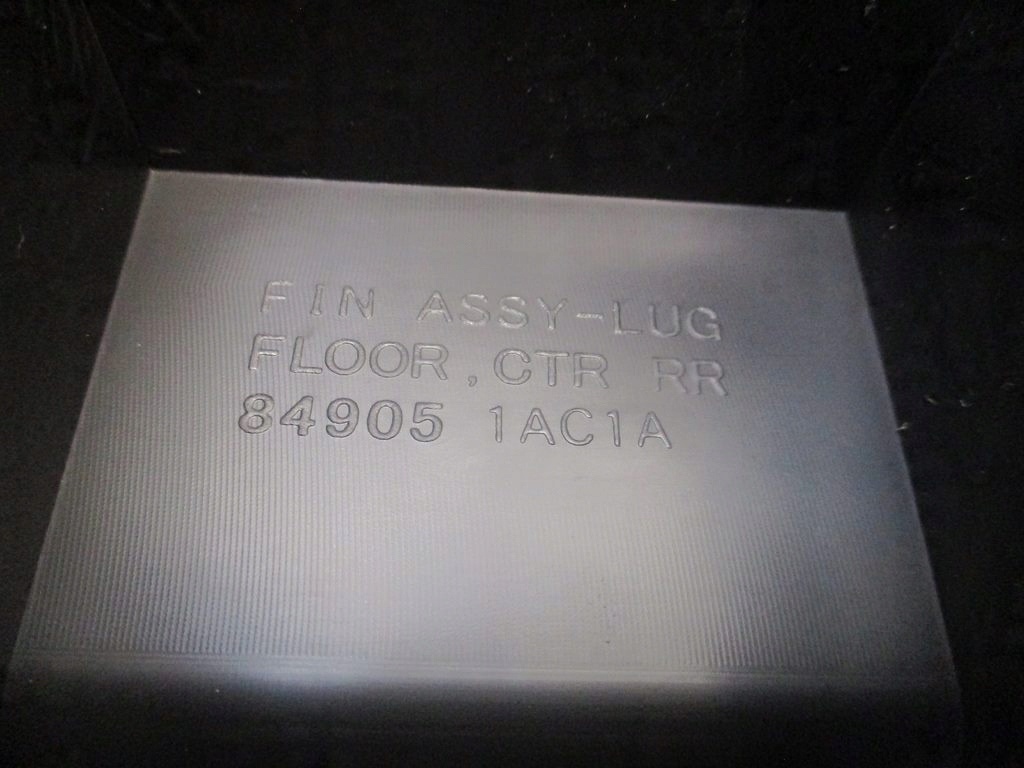 FIN ASSY-LUG
FLOOR, CTR RR
84905 1AC1A